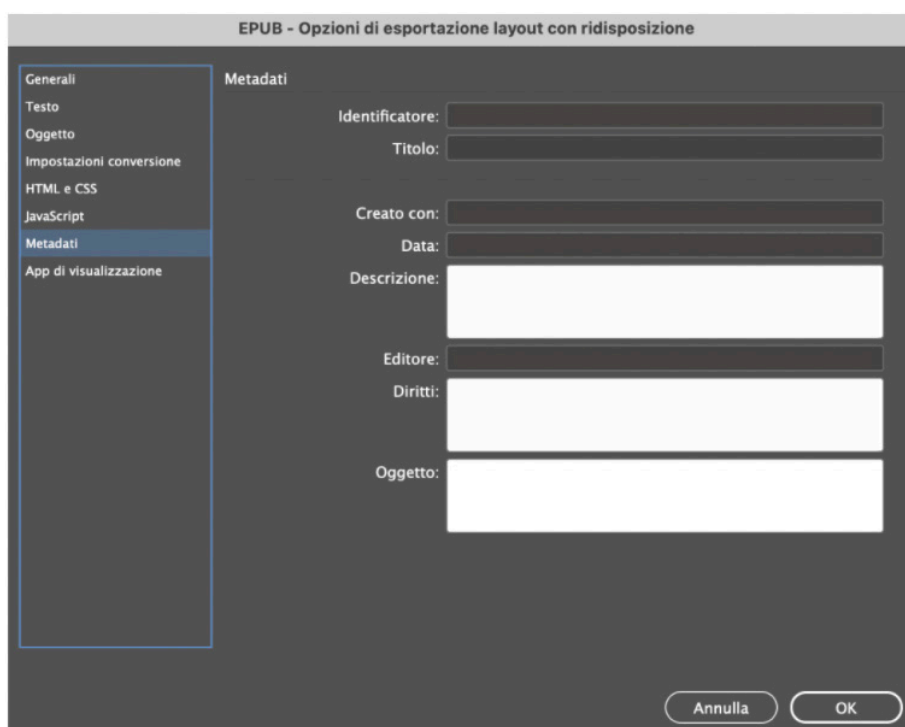 EPUB - Opzioni di esportazione layout con ridisposizione
Generali
Testo
Oggetto
Impostazioni conversione
HTML e CSS
JavaScript
Metadati
App di visualizzazione
Metadati
Identificatore:
Titolo:
Creato con:
Data:
Descrizione:
Editore:
Diritti:
Oggetto:
Annulla
OK